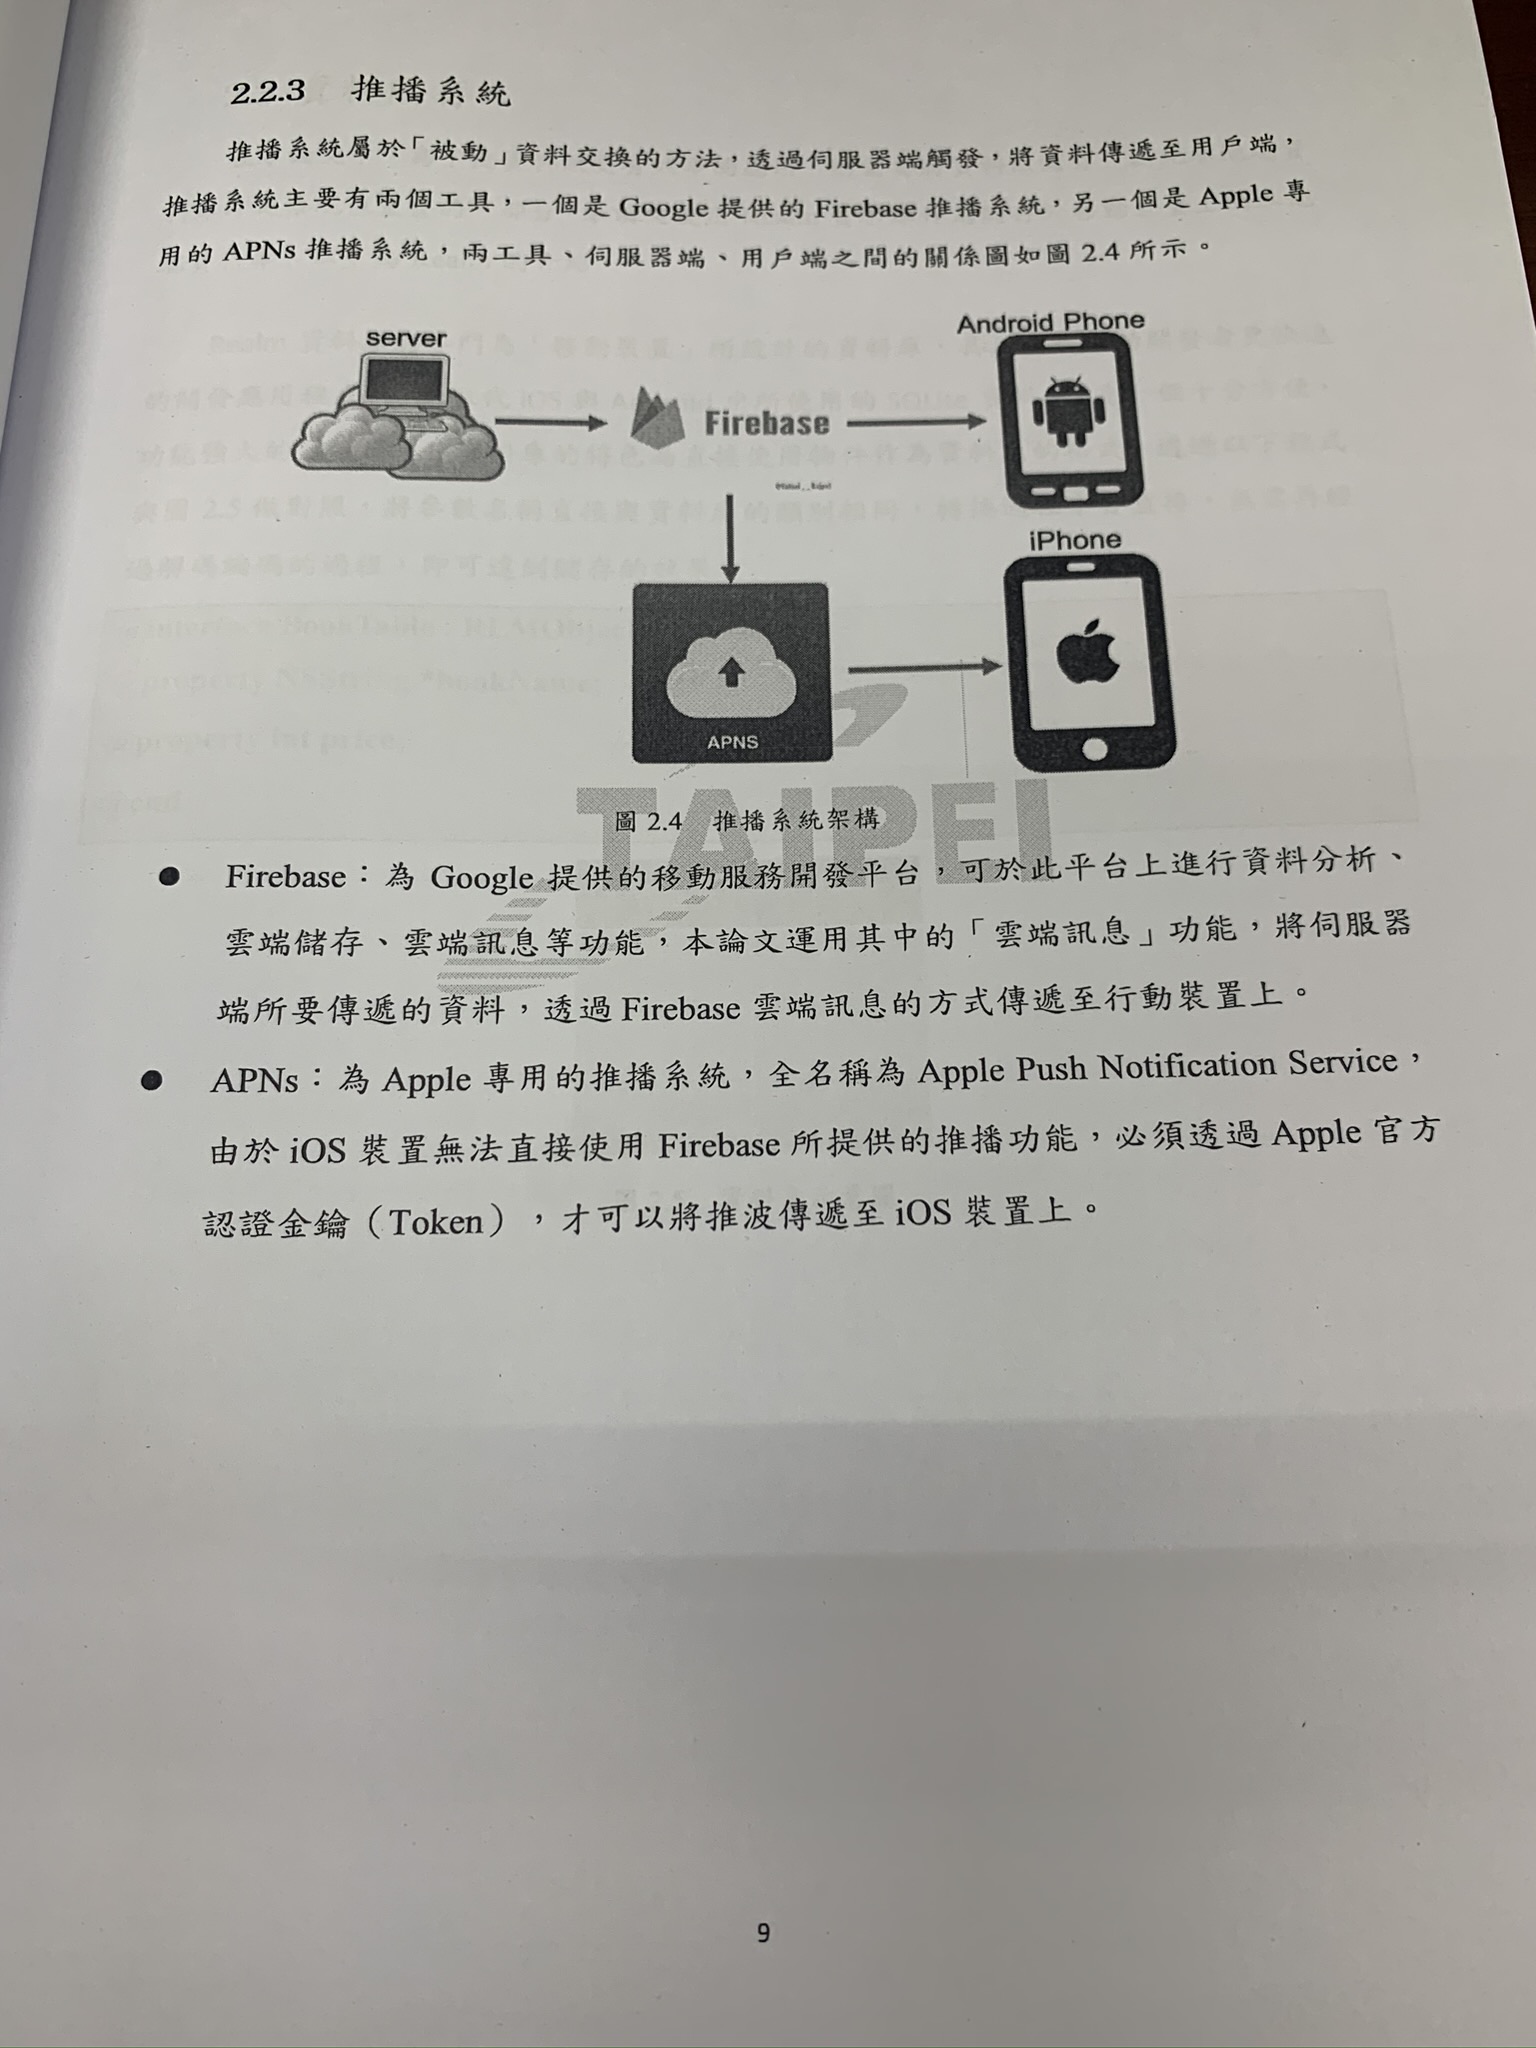 2.2.3 推播系統
推播系統屬於「被動」資料交換的方法，透過伺服器端觸發，將資料傳遞至用戶端，
推播系統主要有兩個工具，一個是 Google 提供的 Firebase 推播系統，另一個是 Apple 專
用的 APNs 推播系統，兩工具、伺服器端、用戶端之間的關係圖如圖 2.4 所示。
server
Android Phone
Firebase
iPhone
APNS
TAIPEI
圖 2.4 推播系統架構
● Firebase：為 Google 提供的移動服務開發平台，可於此平台上進行資料分析、
雲端儲存、雲端訊息等功能，本論文運用其中的「雲端訊息」功能，將伺服器
端所要傳遞的資料，透過 Firebase 雲端訊息的方式傳遞至行動裝置上。
● APNs：為 Apple 專用的推播系統，全名稱為 Apple Push Notification Service，
由於 iOS 裝置無法直接使用 Firebase 所提供的推播功能，必須透過 Apple 官方
認證金鑰（Token），才可以將推波傳遞至 iOS 裝置上。
9